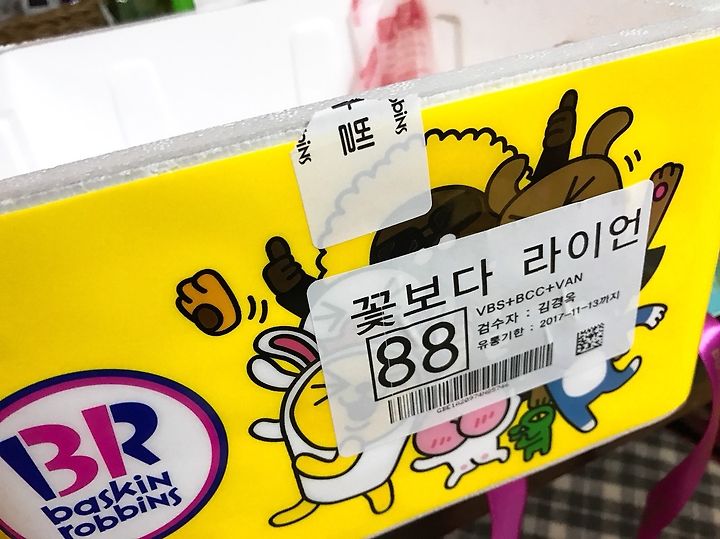 꽃보다 라이언
88
VBS+BCC+VAN
검수자 : 김경옥
유통기한 : 2017-11-13까지
BR
baskin
robbins